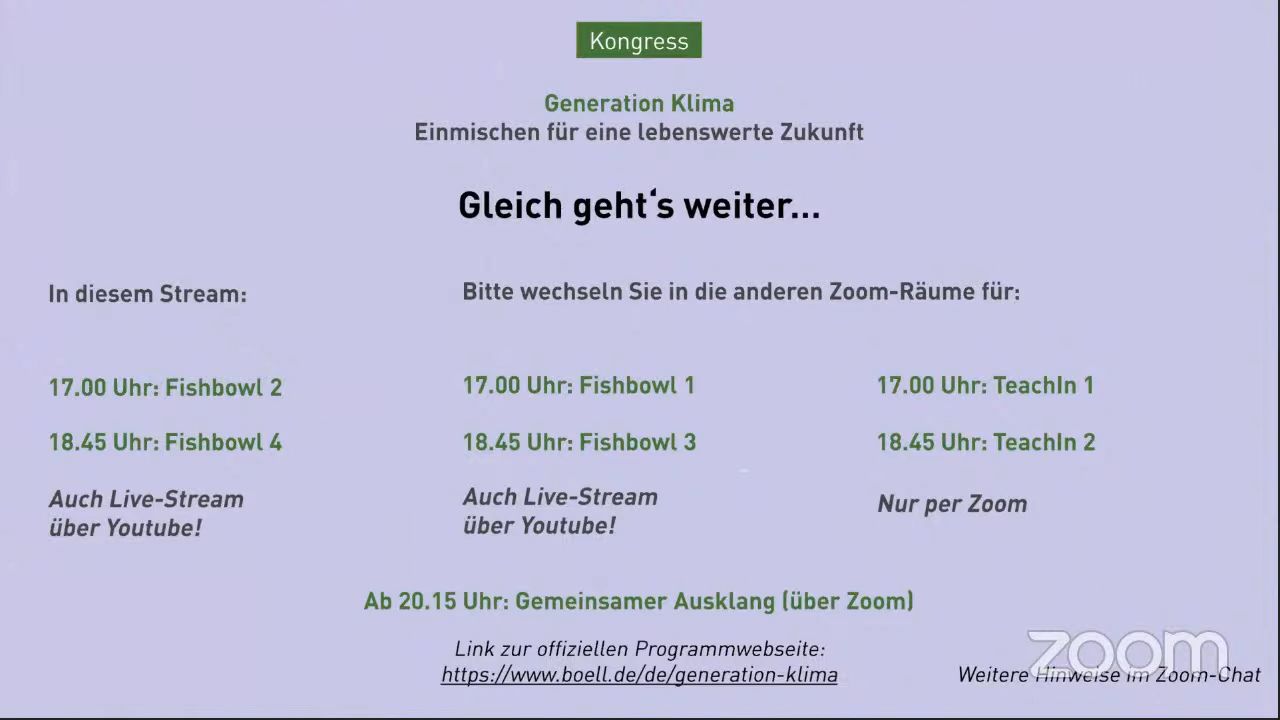 Kongress
Generation Klima
Einmischen für eine lebenswerte Zukunft
Gleich geht‘s weiter...
In diesem Stream:
17.00 Uhr: Fishbowl 2
18.45 Uhr: Fishbowl 4
Auch Live-Stream
über Youtube!
Bitte wechseln Sie in die anderen Zoom-Räume für:
17.00 Uhr: Fishbowl 1
18.45 Uhr: Fishbowl 3
Auch Live-Stream
über Youtube!
17.00 Uhr: TeachIn 1
18.45 Uhr: TeachIn 2
Nur per Zoom
Ab 20.15 Uhr: Gemeinsamer Ausklang (über Zoom)
Link zur offiziellen Programmwebseite:
https://www.boell.de/de/generation-klima
Weitere Hinweise im Zoom-Chat
zoom